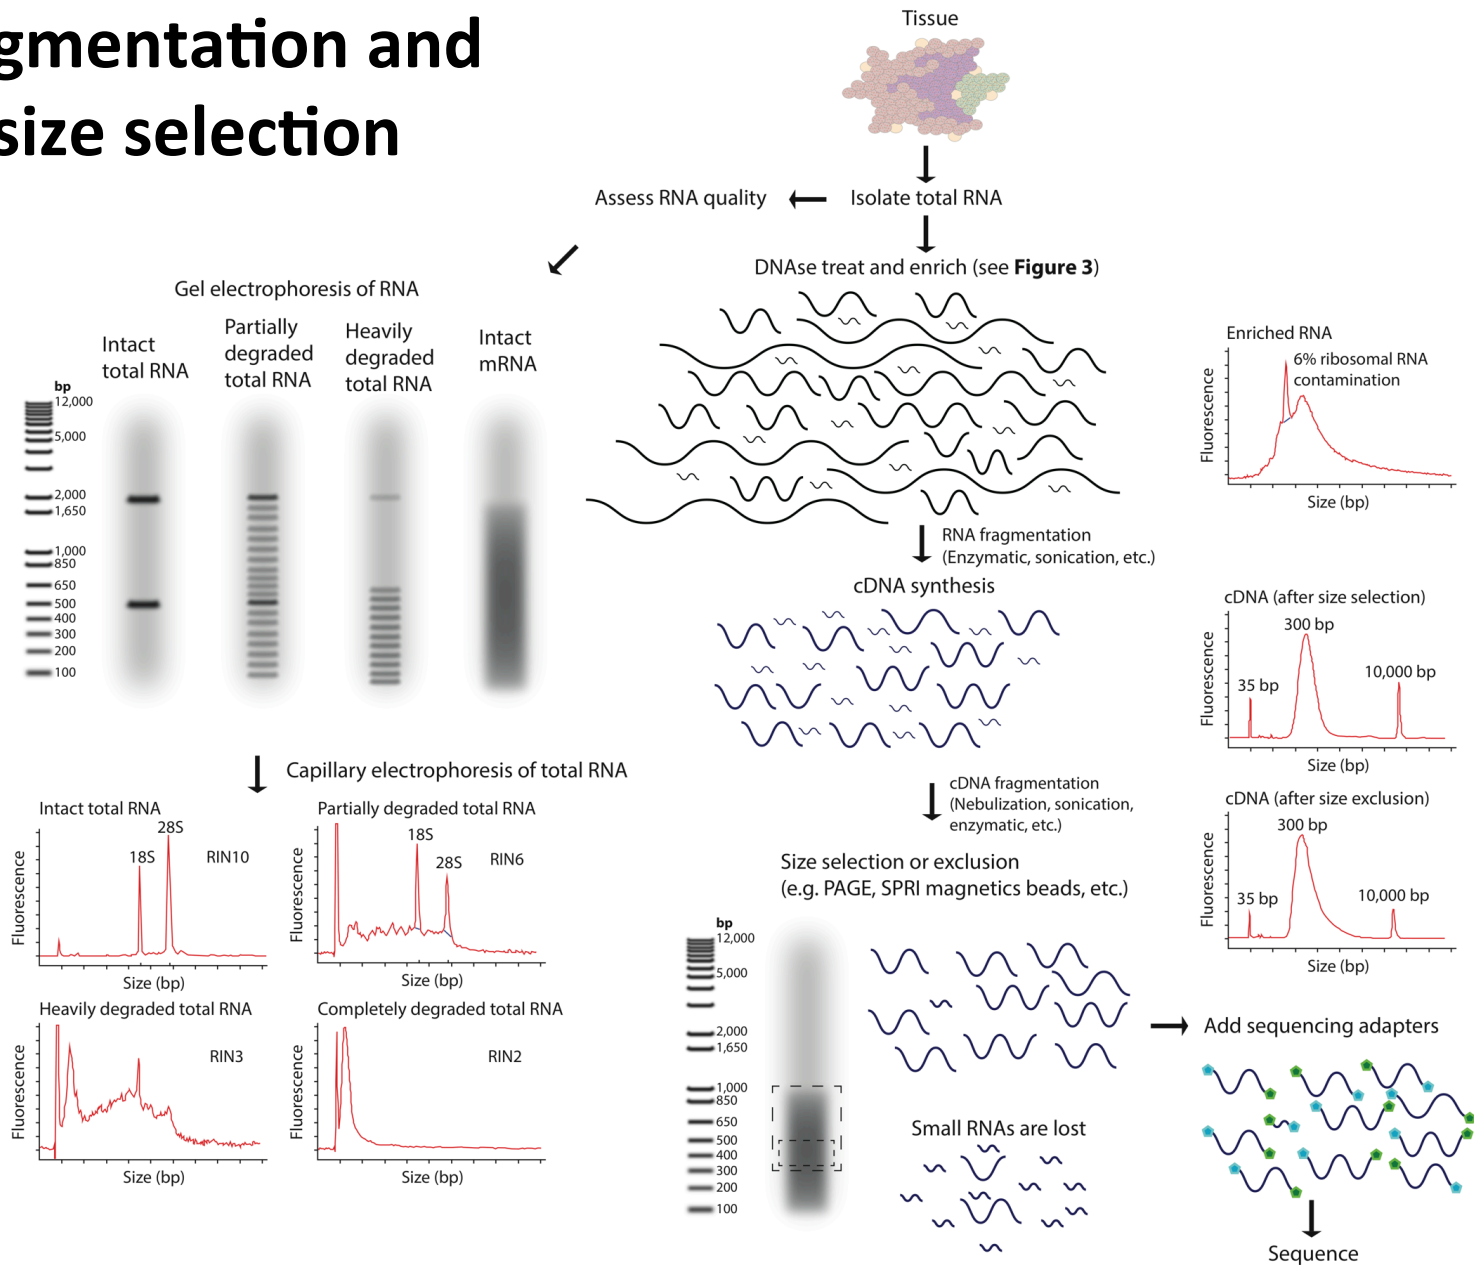 gmentation and
size selection
Tissue
Isolate total RNA
Assess RNA quality
DNAse treat and enrich (see Figure 3)
Gel electrophoresis of RNA
Intact
total RNA
Partially
degraded
total RNA
Heavily
degraded
total RNA
Intact
mRNA
bp
12,000
5,000
2,000
1,650
1,000
850
650
500
400
300
200
100
Enriched RNA
6% ribosomal RNA
contamination
Fluorescence
Size (bp)
RNA fragmentation
(Enzymatic, sonication, etc.)
cDNA synthesis
cDNA (after size selection)
300 bp
35 bp
10,000 bp
Fluorescence
Size (bp)
cDNA fragmentation
(Nebulization, sonication,
enzymatic, etc.)
cDNA (after size exclusion)
300 bp
35 bp
10,000 bp
Fluorescence
Size (bp)
Capillary electrophoresis of total RNA
Intact total RNA
28S
18S
RIN10
Fluorescence
Size (bp)
Partially degraded total RNA
18S
28S
RIN6
Fluorescence
Size (bp)
Heavily degraded total RNA
RIN3
Fluorescence
Size (bp)
Completely degraded total RNA
RIN2
Fluorescence
Size (bp)
Size selection or exclusion
(e.g. PAGE, SPRI magnetics beads, etc.)
bp
12,000
5,000
2,000
1,650
1,000
850
650
500
400
300
200
100
Small RNAs are lost
Add sequencing adapters
Sequence